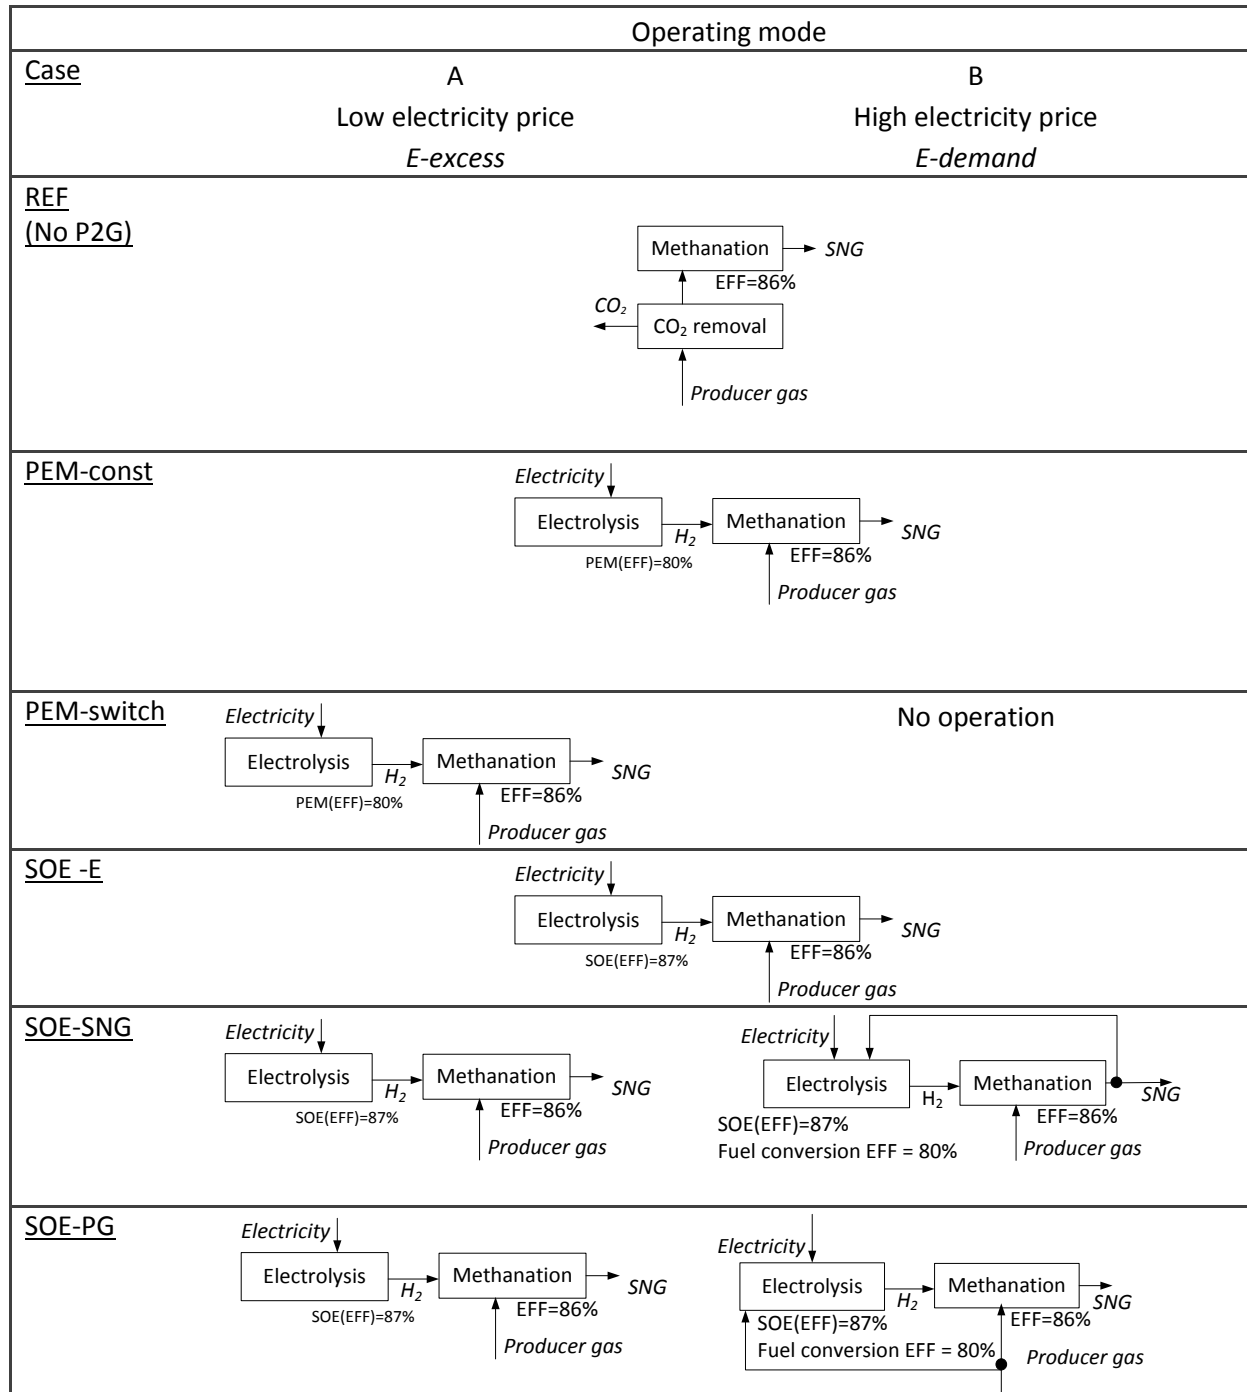 Operating mode
Case
A
B
Low electricity price
High electricity price
E-excess
E-demand
REF
(No P2G)
Methanation
SNG
EFF=86%
CO₂
CO₂ removal
Producer gas
PEM-const
Electricity
Electrolysis
Methanation
H₂
SNG
PEM(EFF)=80%
EFF=86%
Producer gas
PEM-switch
Electricity
Electrolysis
Methanation
H₂
SNG
PEM(EFF)=80%
EFF=86%
Producer gas
No operation
SOE -E
Electricity
Electrolysis
Methanation
H₂
SNG
SOE(EFF)=87%
EFF=86%
Producer gas
SOE-SNG
Electricity
Electrolysis
Methanation
H₂
SNG
SOE(EFF)=87%
EFF=86%
Producer gas
Electricity
Electrolysis
Methanation
H₂
SNG
SOE(EFF)=87%
EFF=86%
Fuel conversion EFF = 80%
Producer gas
SOE-PG
Electricity
Electrolysis
Methanation
H₂
SNG
SOE(EFF)=87%
EFF=86%
Producer gas
Electricity
Electrolysis
Methanation
H₂
SNG
SOE(EFF)=87%
EFF=86%
Fuel conversion EFF = 80%
Producer gas